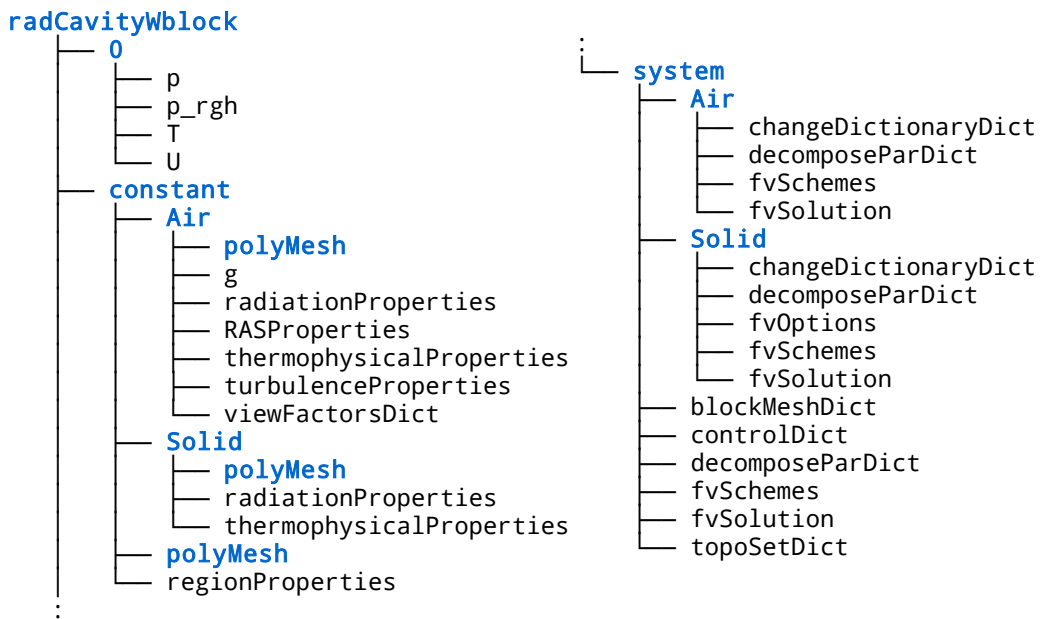 radCavityWblock
0
p
p_rgh
T
U
constant
Air
polyMesh
g
radiationProperties
RASProperties
thermophysicalProperties
turbulenceProperties
viewFactorsDict
Solid
polyMesh
radiationProperties
thermophysicalProperties
polyMesh
regionProperties
system
Air
changeDictionaryDict
decomposeParDict
fvSchemes
fvSolution
Solid
changeDictionaryDict
decomposeParDict
fvOptions
fvSchemes
fvSolution
blockMeshDict
controlDict
decomposeParDict
fvSchemes
fvSolution
topoSetDict